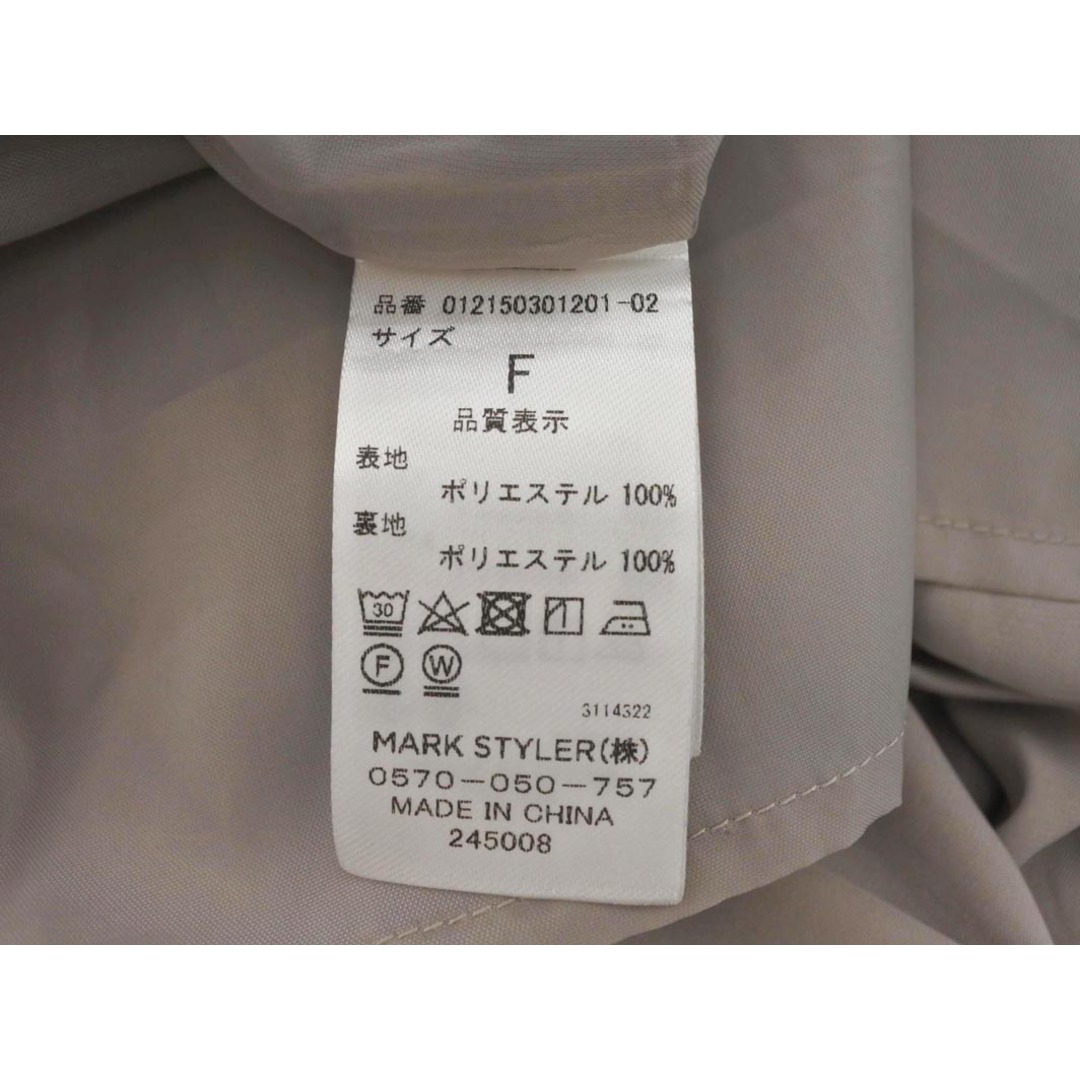 品番 012150301201-02
サイズ
F
品質表示
表地
ポリエステル 100%
裏地
ポリエステル 100%
30
F W
3114322
MARK STYLER(株)
0570-050-757
MADE IN CHINA
245008